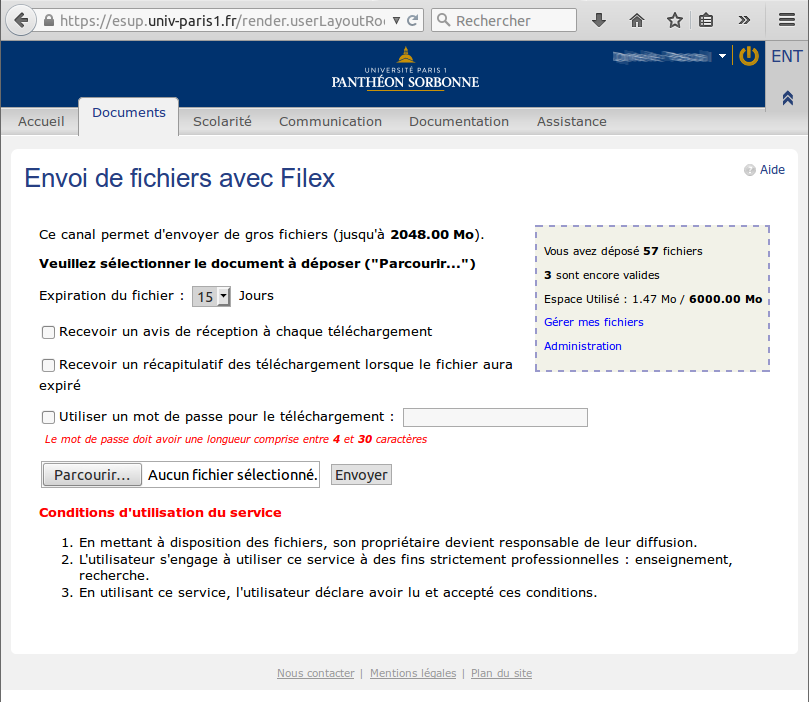 https://esup.univ-paris1.fr/render.userLayoutRoo
Rechercher
UNIVERSITÉ PARIS 1
PANTHÉON SORBONNE
ENT
Accueil
Documents
Scolarité
Communication
Documentation
Assistance
Envoi de fichiers avec Filex
Aide
Ce canal permet d'envoyer de gros fichiers (jusqu'à 2048.00 Mo).
Veuillez sélectionner le document à déposer ("Parcourir...")
Expiration du fichier : 15 Jours
Recevoir un avis de réception à chaque téléchargement
Recevoir un récapitulatif des téléchargement lorsque le fichier aura
expiré
Utiliser un mot de passe pour le téléchargement :
Le mot de passe doit avoir une longueur comprise entre 4 et 30 caractères
Parcourir... Aucun fichier sélectionné. Envoyer
Vous avez déposé 57 fichiers
3 sont encore valides
Espace Utilisé : 1.47 Mo / 6000.00 Mo
Gérer mes fichiers
Administration
Conditions d'utilisation du service
1. En mettant à disposition des fichiers, son propriétaire devient responsable de leur diffusion.
2. L'utilisateur s'engage à utiliser ce service à des fins strictement professionnelles : enseignement,
recherche.
3. En utilisant ce service, l'utilisateur déclare avoir lu et accepté ces conditions.
Nous contacter | Mentions légales | Plan du site